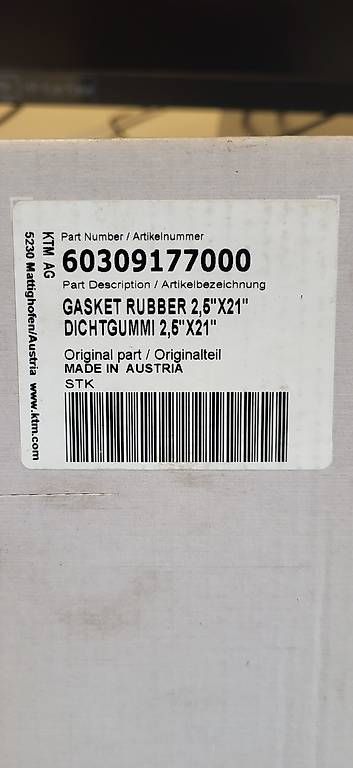 Part Number / Artikelnummer
60309177000
Part Description / Artikelbezeichnung
GASKET RUBBER 2,5"X21"
DICHTGUMMI 2,5"X21"
Original part / Originalteil
MADE IN AUSTRIA
STK
KTM AG
5230 Mattighofen/Austria www.ktm.com